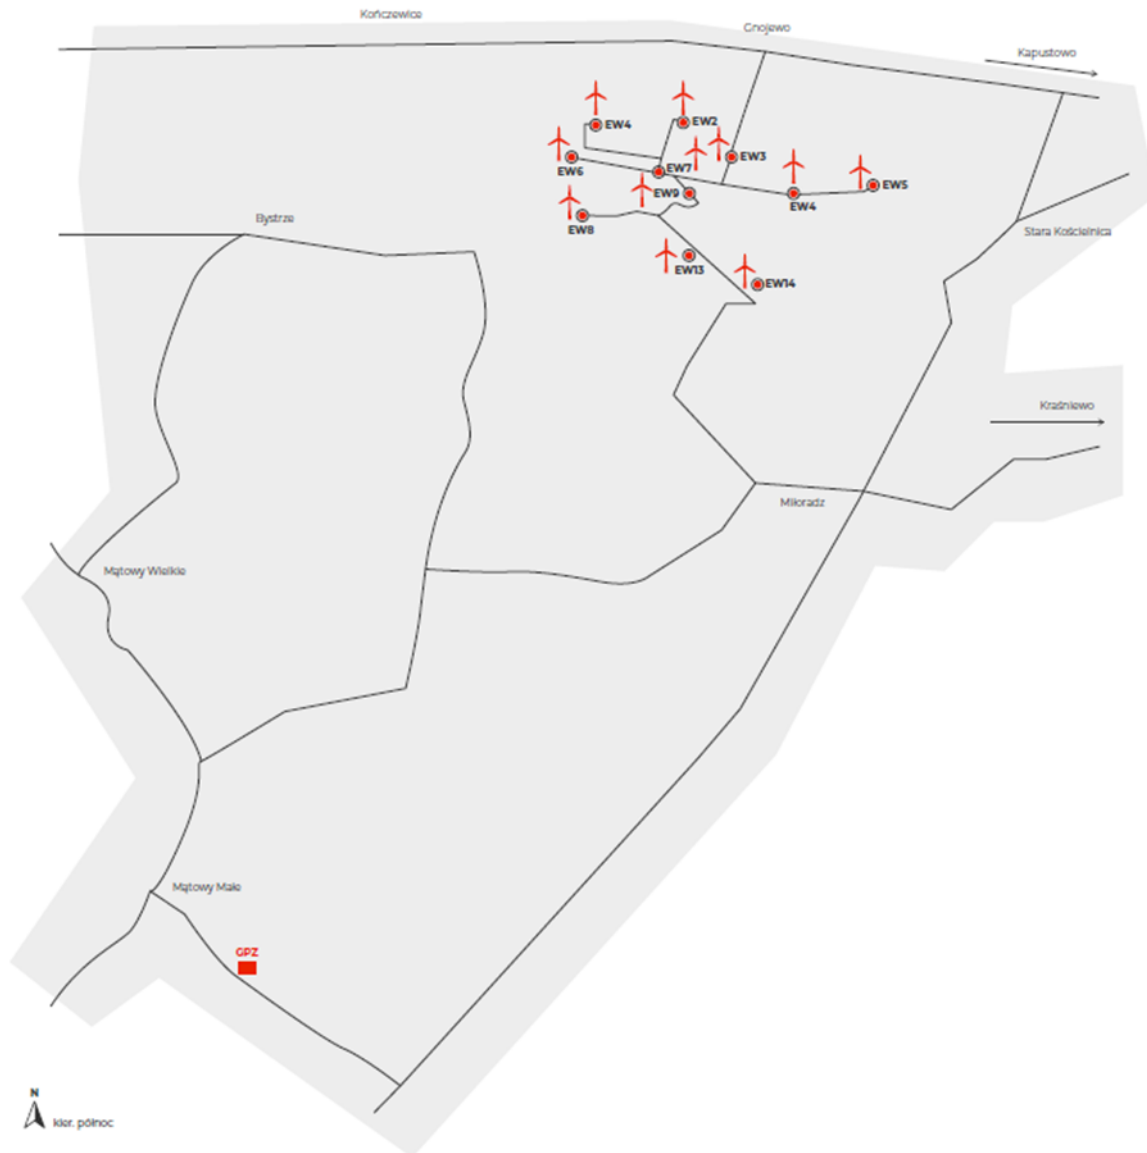 Kończewice
Gnojewo
Kapustowo
EW4
EW2
EW3
EW6
EW7
EW9
EW4
EW5
EW8
Bystrze
Stara Kościelnica
EW13
EW14
Kraśniewo
Miłoradz
Mątowy Wielkie
Mątowy Małe
GPZ
N
kier. północ